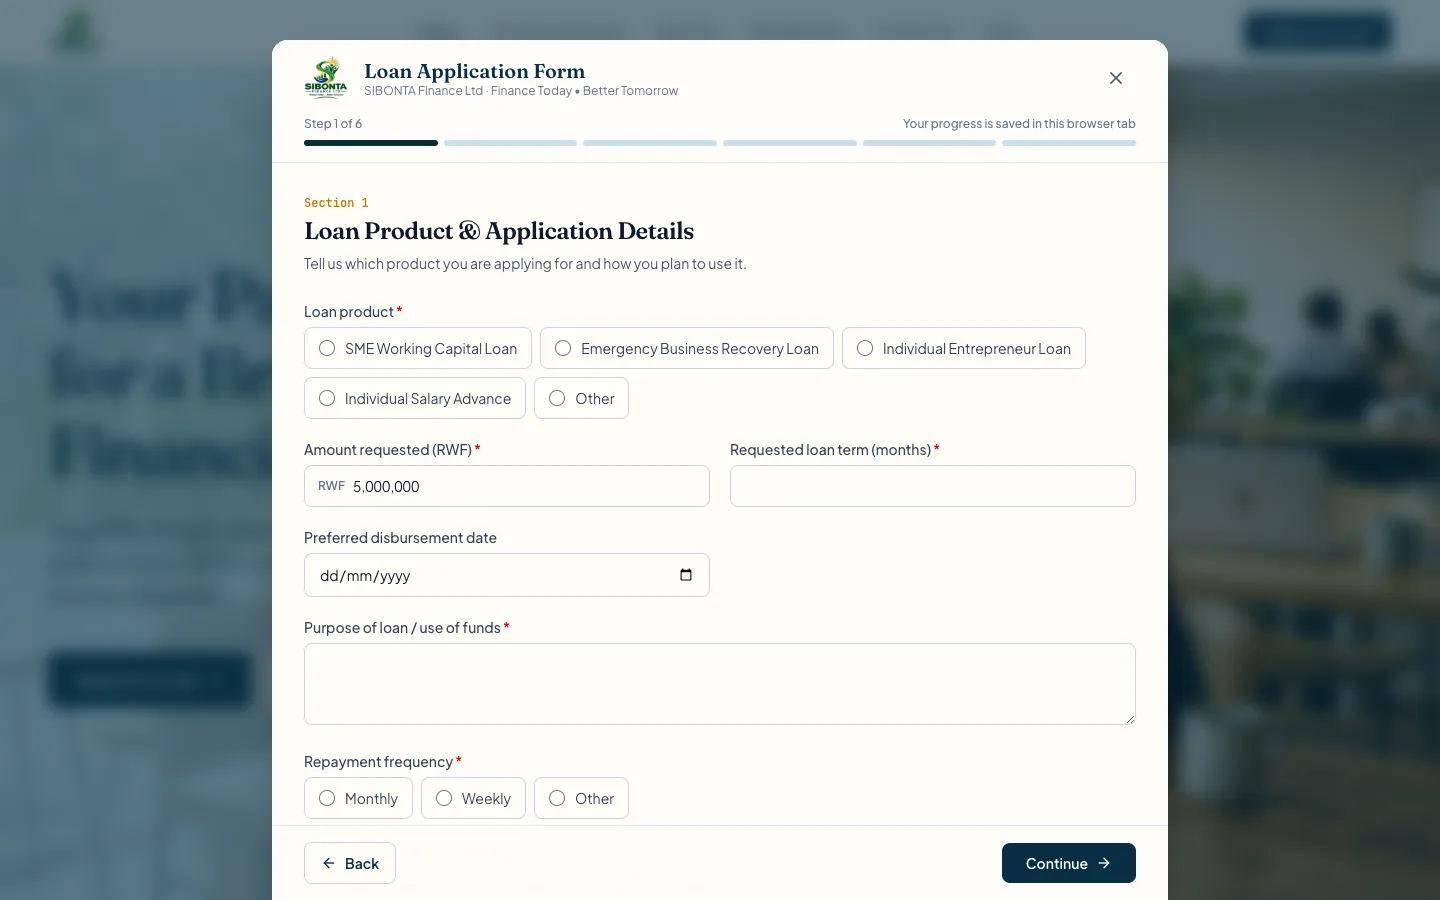 SIBONTA
Loan Application Form
SIBONTA Finance Ltd · Finance Today • Better Tomorrow
Step 1 of 6
Your progress is saved in this browser tab
Section 1
Loan Product & Application Details
Tell us which product you are applying for and how you plan to use it.
Loan product *
SME Working Capital Loan
Emergency Business Recovery Loan
Individual Entrepreneur Loan
Individual Salary Advance
Other
Amount requested (RWF) *
Requested loan term (months) *
RWF 5,000,000
Preferred disbursement date
dd/mm/yyyy
Purpose of loan / use of funds *
Repayment frequency *
Monthly
Weekly
Other
Back
Continue